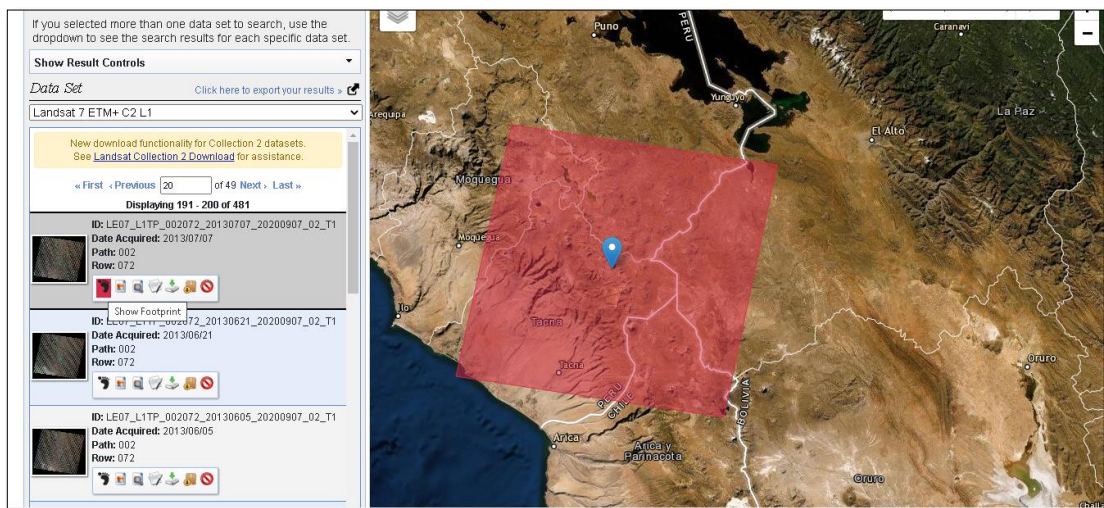 If you selected more than one data set to search, use the
dropdown to see the search results for each specific data set.
Show Result Controls
Data Set
Click here to export your results »
Landsat 7 ETM+ C2 L1
New download functionality for Collection 2 datasets.
See Landsat Collection 2 Download for assistance.
« First ‹ Previous 20 of 49 Next › Last »
Displaying 191 - 200 of 481
ID: LE07_L1TP_002072_20130707_20200907_02_T1
Date Acquired: 2013/07/07
Path: 002
Row: 072
Show Footprint
ID: LE07_L1TP_002072_20130621_20200907_02_T1
Date Acquired: 2013/06/21
Path: 002
Row: 072
ID: LE07_L1TP_002072_20130605_20200907_02_T1
Date Acquired: 2013/06/05
Path: 002
Row: 072
Puno
PERU
Caranavi
Yunguyo
La Paz
Arequipa
El Alto
Moquegua
Moquegua
Ilo
Tacna
Tacna
PERU
CHILE
BOLIVIA
Oruro
Arica
Arica y
Parinacota
Oruro
Challa